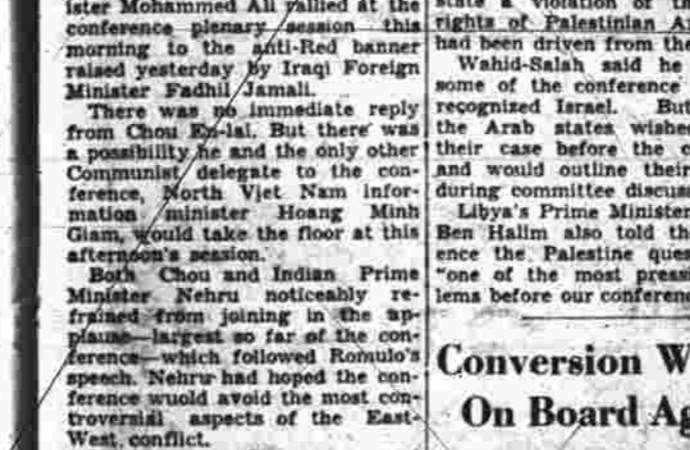 ister Mohammed Ali rallied at the
conference plenary session this
morning to the anti-Red banner
raised yesterday by Iraqi Foreign
Minister Fadhil Jamali.
There was no immediate reply
from Chou En-lai. But there was
a possibility he and the only other
Communist delegate to the con-
ference, North Viet Nam infor-
mation minister Hoang Minh
Giam, would take the floor at this
afternoon's session.
Both Chou and Indian Prime
Minister Nehru noticeably re-
frained from joining in the ap-
plause—largest so far of the con-
ference—which followed Romulo's
speech. Nehru had hoped the con-
ference wuold avoid the most con-
troversial aspects of the East-
West conflict.
state a violation of
rights of Palestinian
had been driven from
Wahid-Salah said he
some of the conference
recognized Israel. But
the Arab states
their case before the
and would outline their
during committee
Libya's Prime Minister
Ben Halim also told
ence the Palestine
"one of the most
lems before our
Conversion W
On Board Ag